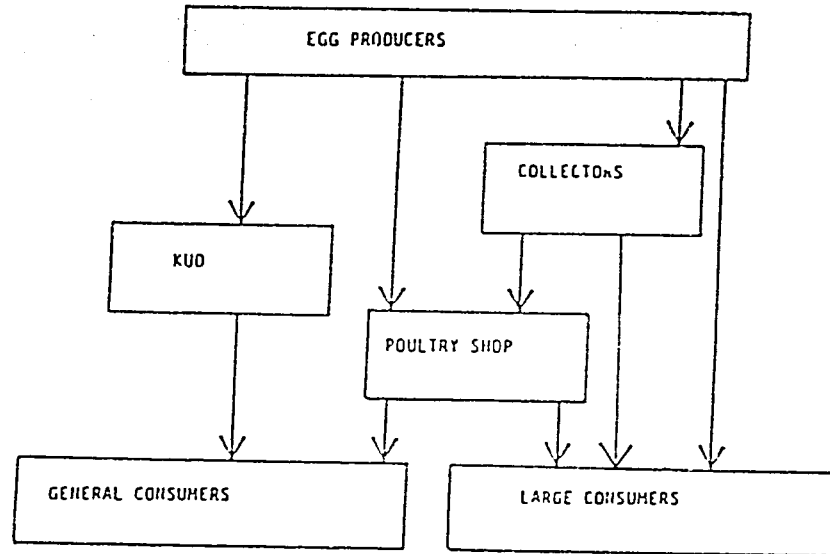 EGG PRODUCERS
COLLECTORS
KUD
POULTRY SHOP
GENERAL CONSUMERS
LARGE CONSUMERS